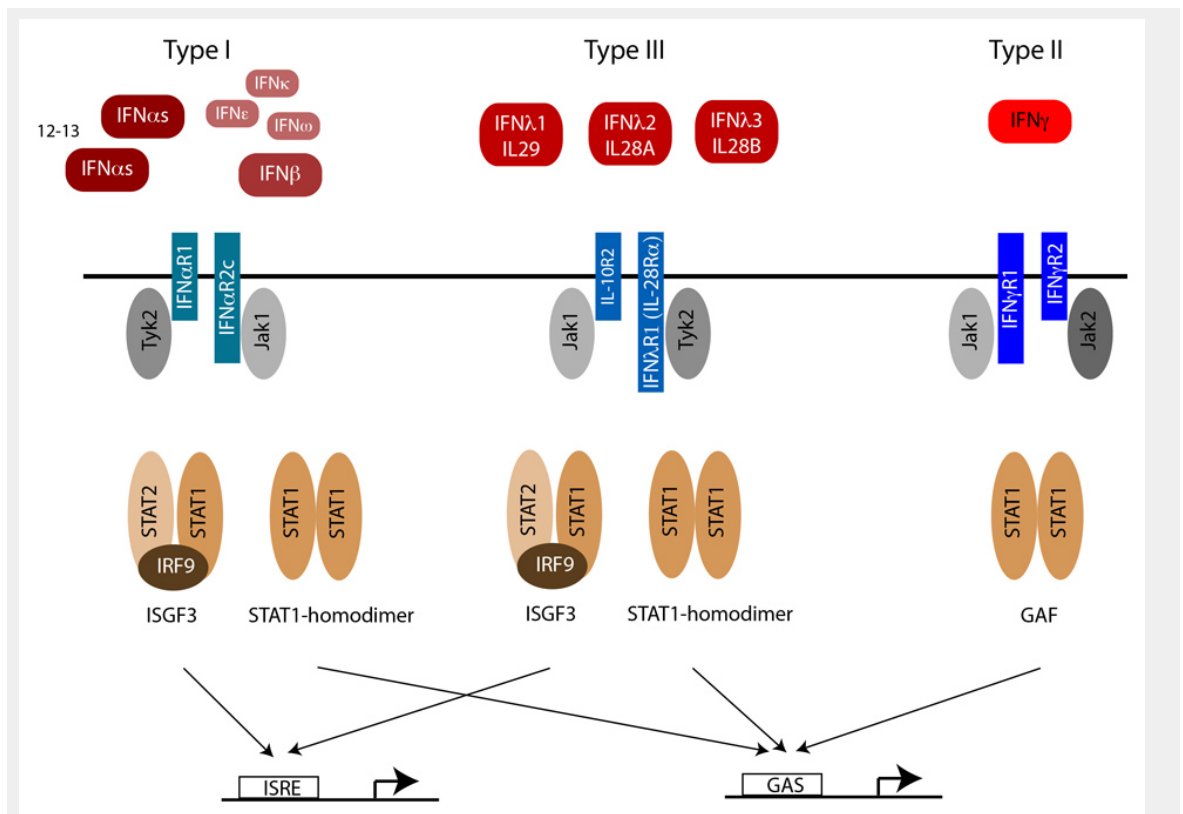 Type I
Type III
Type II
IFNκ
IFNε
IFNω
IFNαs
12-13
IFNαs
IFNβ
IFNλ1
IL29
IFNλ2
IL28A
IFNλ3
IL28B
IFNγ
IFNαR1
IFNαR2c
Tyk2
Jak1
IL-10R2
IFNλR1 (IL-28Rα)
Jak1
Tyk2
IFNγR1
IFNγR2
Jak1
Jak2
STAT2
STAT1
IRF9
STAT1
STAT1
STAT2
STAT1
IRF9
STAT1
STAT1
STAT1
STAT1
ISGF3
STAT1-homodimer
ISGF3
STAT1-homodimer
GAF
ISRE
GAS